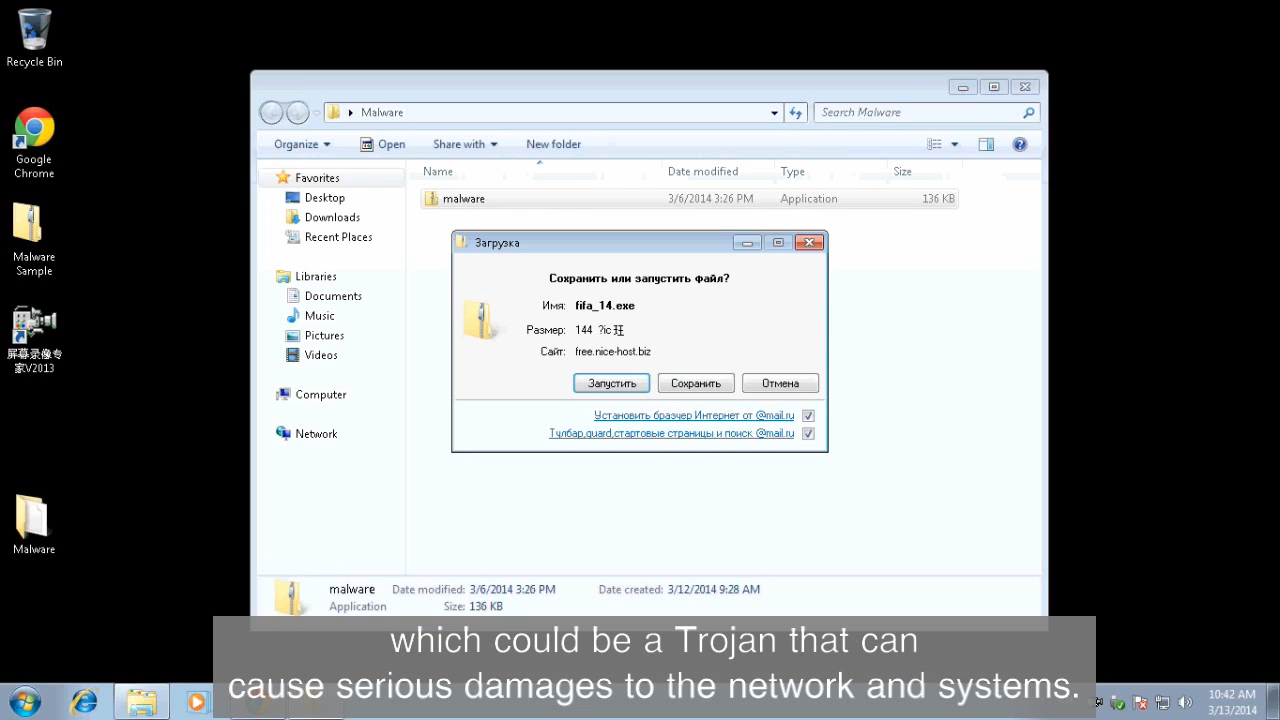 Recycle Bin
Google
Chrome
Malware
Sample
屏幕录像专
家V2013
Malware
Malware
Search Malware
Organize
Open
Share with
New folder
Favorites
Desktop
Downloads
Recent Places
Libraries
Documents
Music
Pictures
Videos
Computer
Network
Name Date modified Type Size
malware 3/6/2014 3:26 PM Application 136 KB
Загрузка
Сохранить или запустить файл?
Имя: fifa_14.exe
Размер: 144
Сайт: free.nice-host.biz
Запустить Сохранить Отмена
Установить бразчер Интернет от @mail.ru
Тулбар,guard,стартовые страницы и поиск @mail.ru
malware Date modified: 3/6/2014 3:26 PM Date created: 3/12/2014 9:28 AM
Application Size: 136 KB
which could be a Trojan that can
cause serious damages to the network and systems.
10:42 AM
3/13/2014